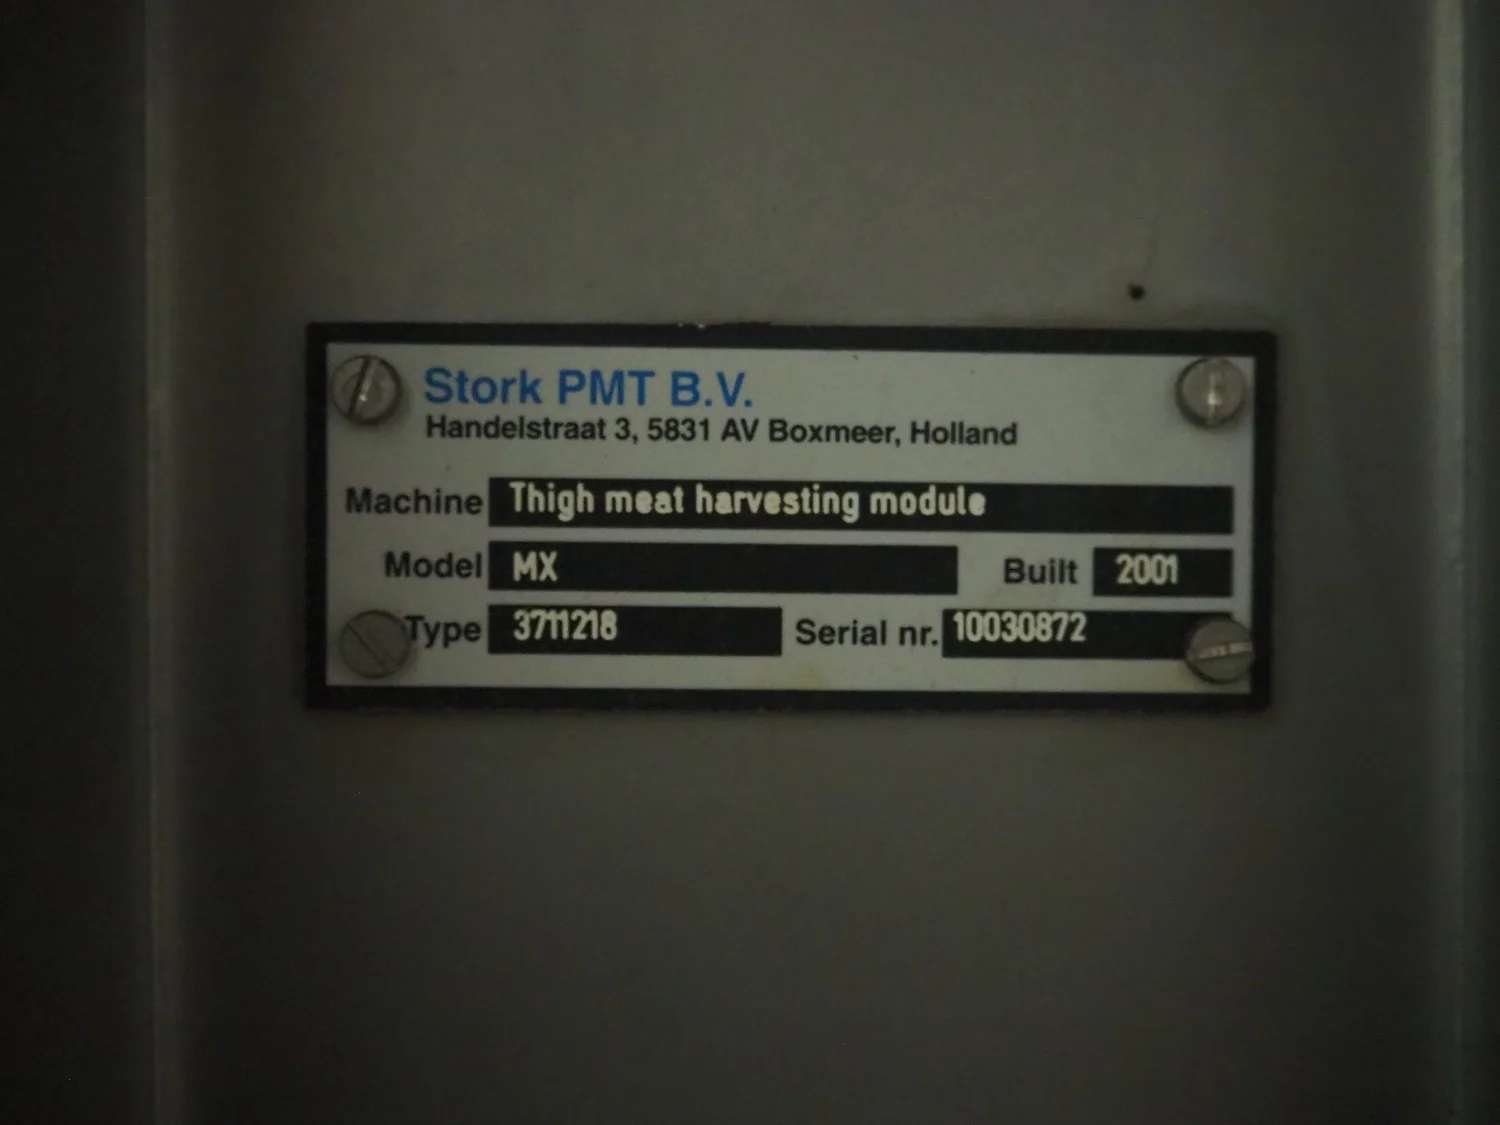 Stork PMT B.V.
Handelstraat 3, 5831 AV Boxmeer, Holland
Machine Thigh meat harvesting module
Model MX Built 2001
Type 3711218 Serial nr. 10030872